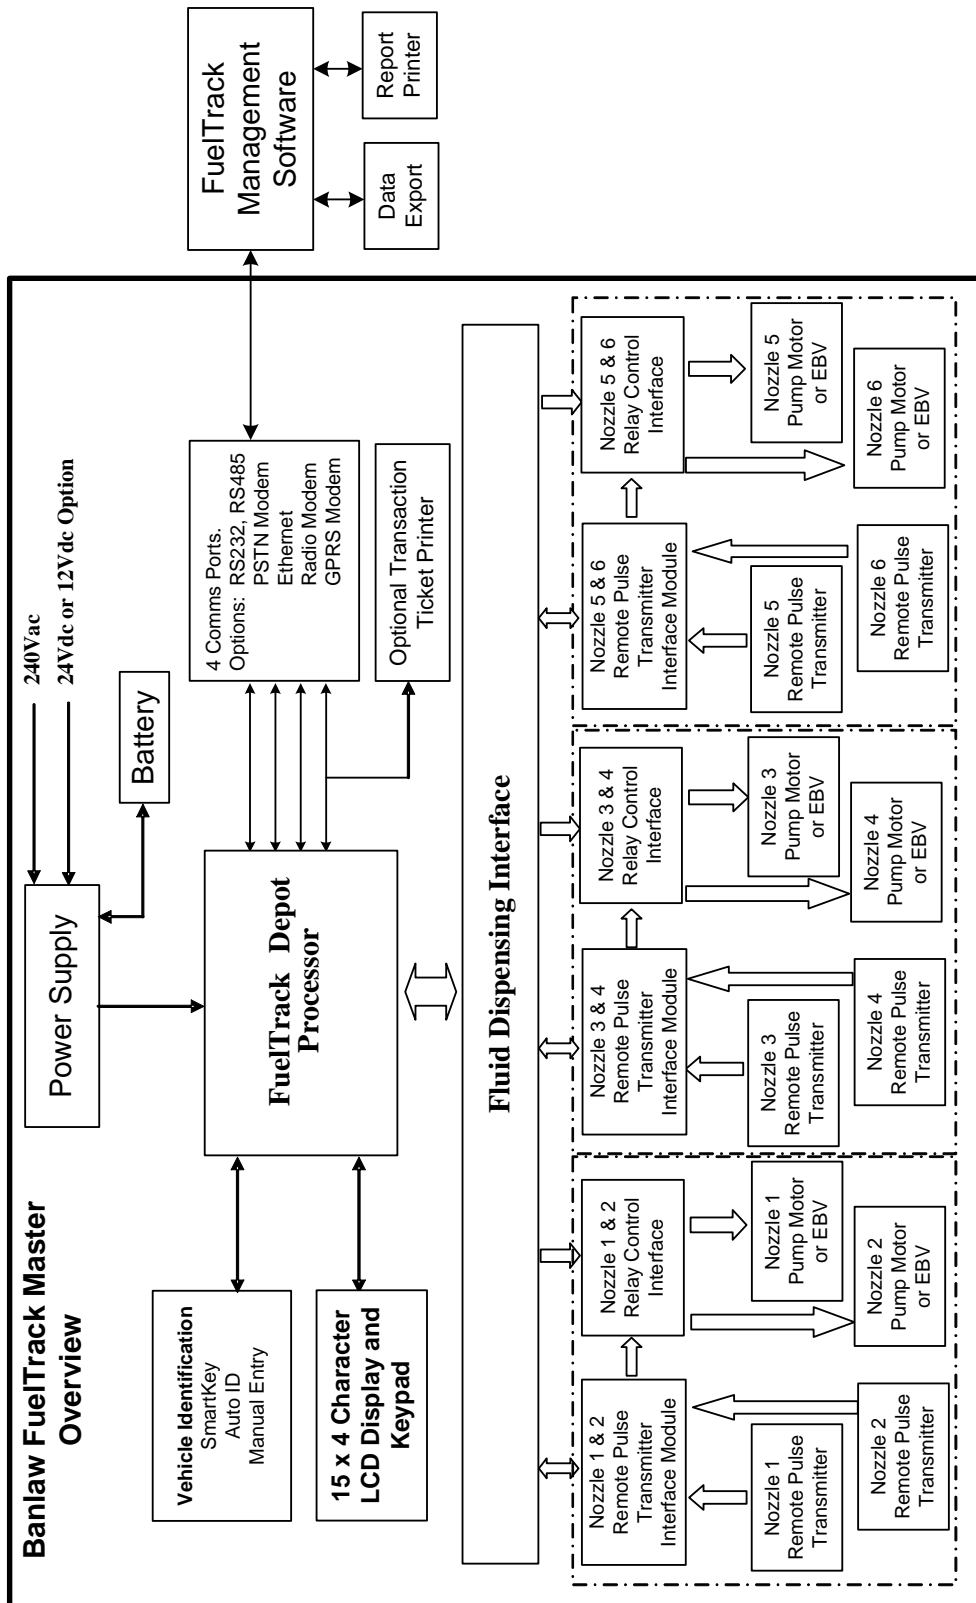 Banlaw FuelTrack Master
Overview
240Vac
24Vdc or 12Vdc Option
Power Supply
Battery
Vehicle Identification
SmartKey
Auto ID
Manual Entry
15 x 4 Character
LCD Display and
Keypad
FuelTrack Depot
Processor
4 Comms Ports.
Options: RS232, RS485
PSTN Modem
Ethernet
Radio Modem
GPRS Modem
Optional Transaction
Ticket Printer
FuelTrack
Management
Software
Data
Export
Report
Printer
Fluid Dispensing Interface
Nozzle 1 & 2
Remote Pulse
Transmitter
Interface Module
Nozzle 1 & 2
Relay Control
Interface
Nozzle 1
Remote Pulse
Transmitter
Nozzle 2
Remote Pulse
Transmitter
Nozzle 1
Pump Motor
or EBV
Nozzle 2
Pump Motor
or EBV
Nozzle 3 & 4
Remote Pulse
Transmitter
Interface Module
Nozzle 3 & 4
Relay Control
Interface
Nozzle 3
Remote Pulse
Transmitter
Nozzle 4
Remote Pulse
Transmitter
Nozzle 3
Pump Motor
or EBV
Nozzle 4
Pump Motor
or EBV
Nozzle 5 & 6
Remote Pulse
Transmitter
Interface Module
Nozzle 5 & 6
Relay Control
Interface
Nozzle 5
Remote Pulse
Transmitter
Nozzle 6
Remote Pulse
Transmitter
Nozzle 5
Pump Motor
or EBV
Nozzle 6
Pump Motor
or EBV